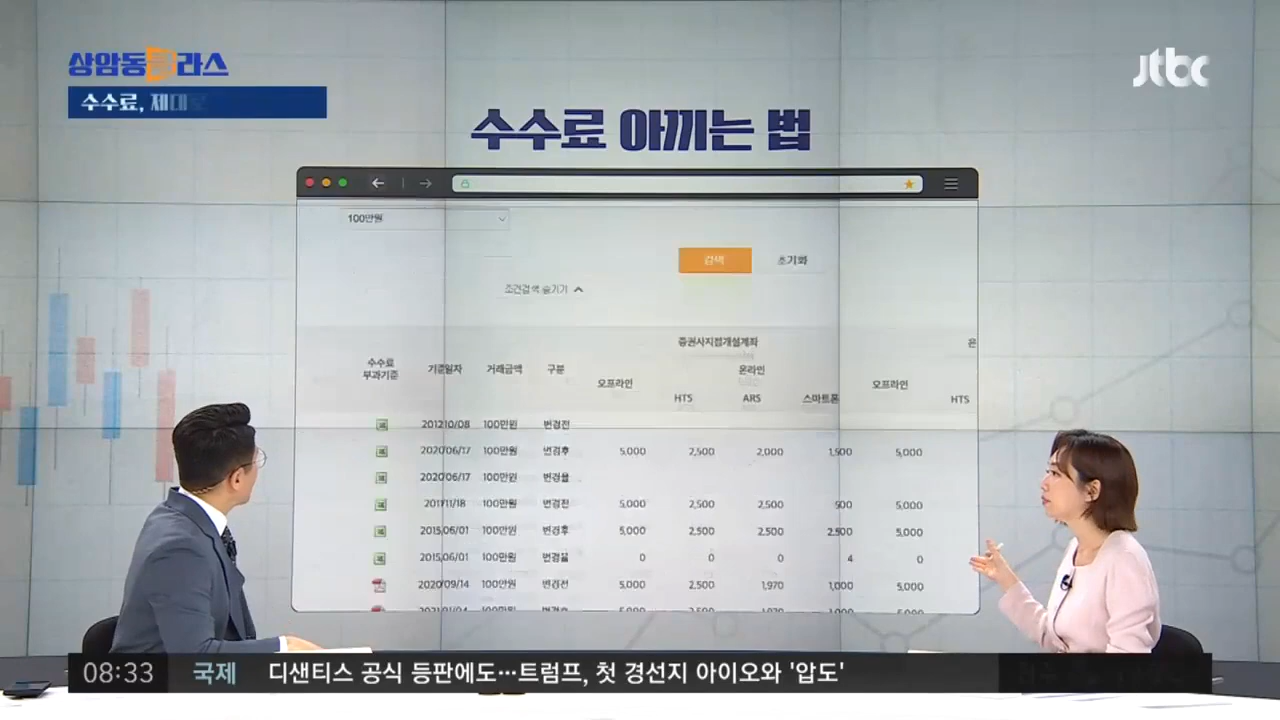 상암동클라스
jtbc
수수료, 제대로
수수료 아끼는 법
100만원
검색 초기화
조건검색 숨기기
증권사지점개설계좌
수수료 부과기준 기준일자 거래금액 구분 오프라인 온라인 오프라인
HTS ARS 스마트폰 HTS
2012/10/08 100만원 변경전
2020/06/17 100만원 변경후 5,000 2,500 2,000 1,500 5,000
2020/06/17 100만원 변경율
2011/11/18 100만원 변경전 5,000 2,500 2,500 500 5,000
2015/06/01 100만원 변경후 5,000 2,500 2,500 2,500 5,000
2015/06/01 100만원 변경율 0 0 0 4 0
2020/09/14 100만원 변경전 5,000 2,500 1,970 1,000 5,000
08:33 국제 디샌티스 공식 등판에도…트럼프, 첫 경선지 아이오와 '압도'